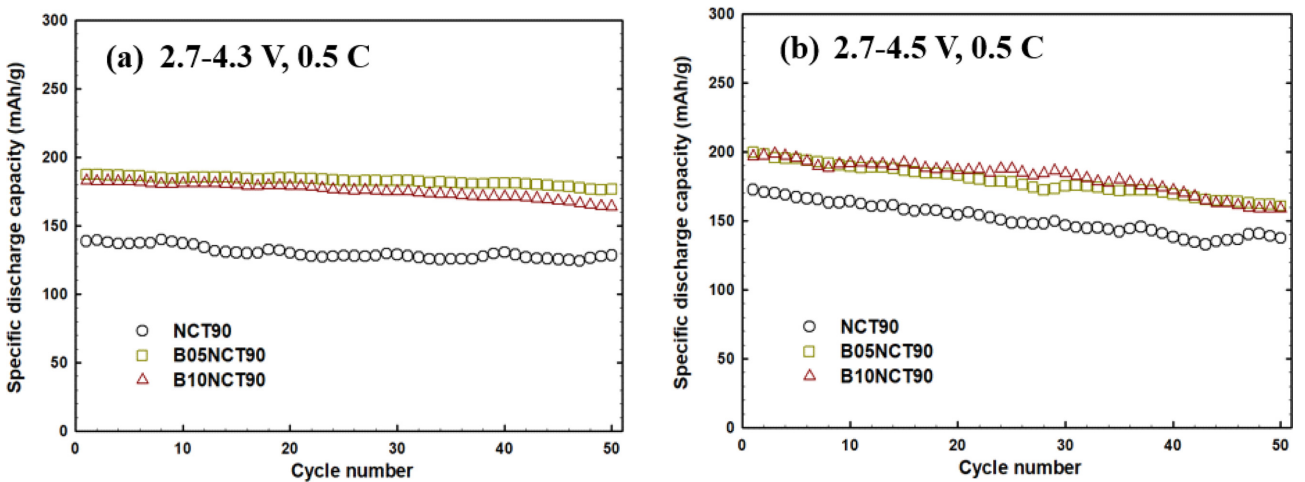 (a) 2.7-4.3 V, 0.5 C
Specific discharge capacity (mAh/g)
300
250
200
150
100
50
0
NCT90
B05NCT90
B10NCT90
0 10 20 30 40 50
Cycle number
(b) 2.7-4.5 V, 0.5 C
Specific discharge capacity (mAh/g)
300
250
200
150
100
50
0
NCT90
B05NCT90
B10NCT90
0 10 20 30 40 50
Cycle number